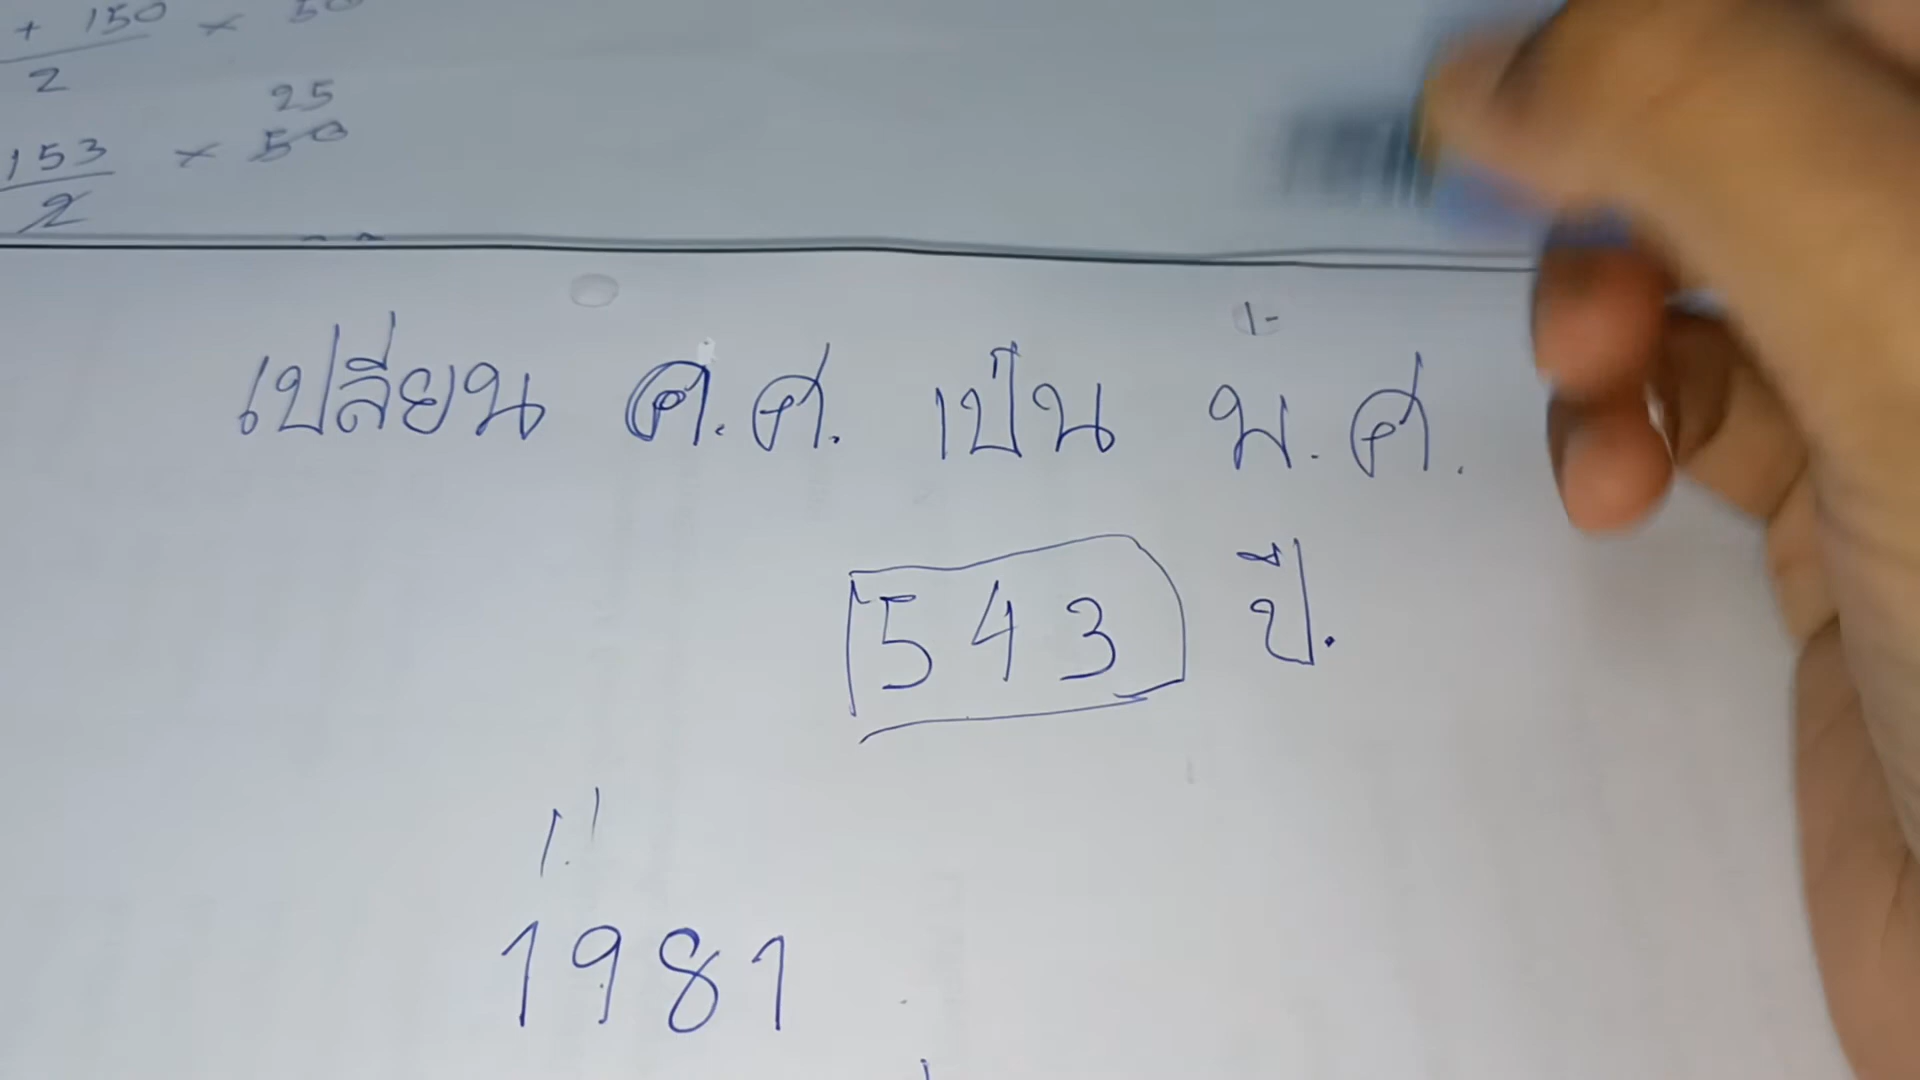 + 150 × 50
2
25
153 × 50
2
เปลี่ยน ค.ศ. เป็น พ.ศ.
543 ปี.
1981